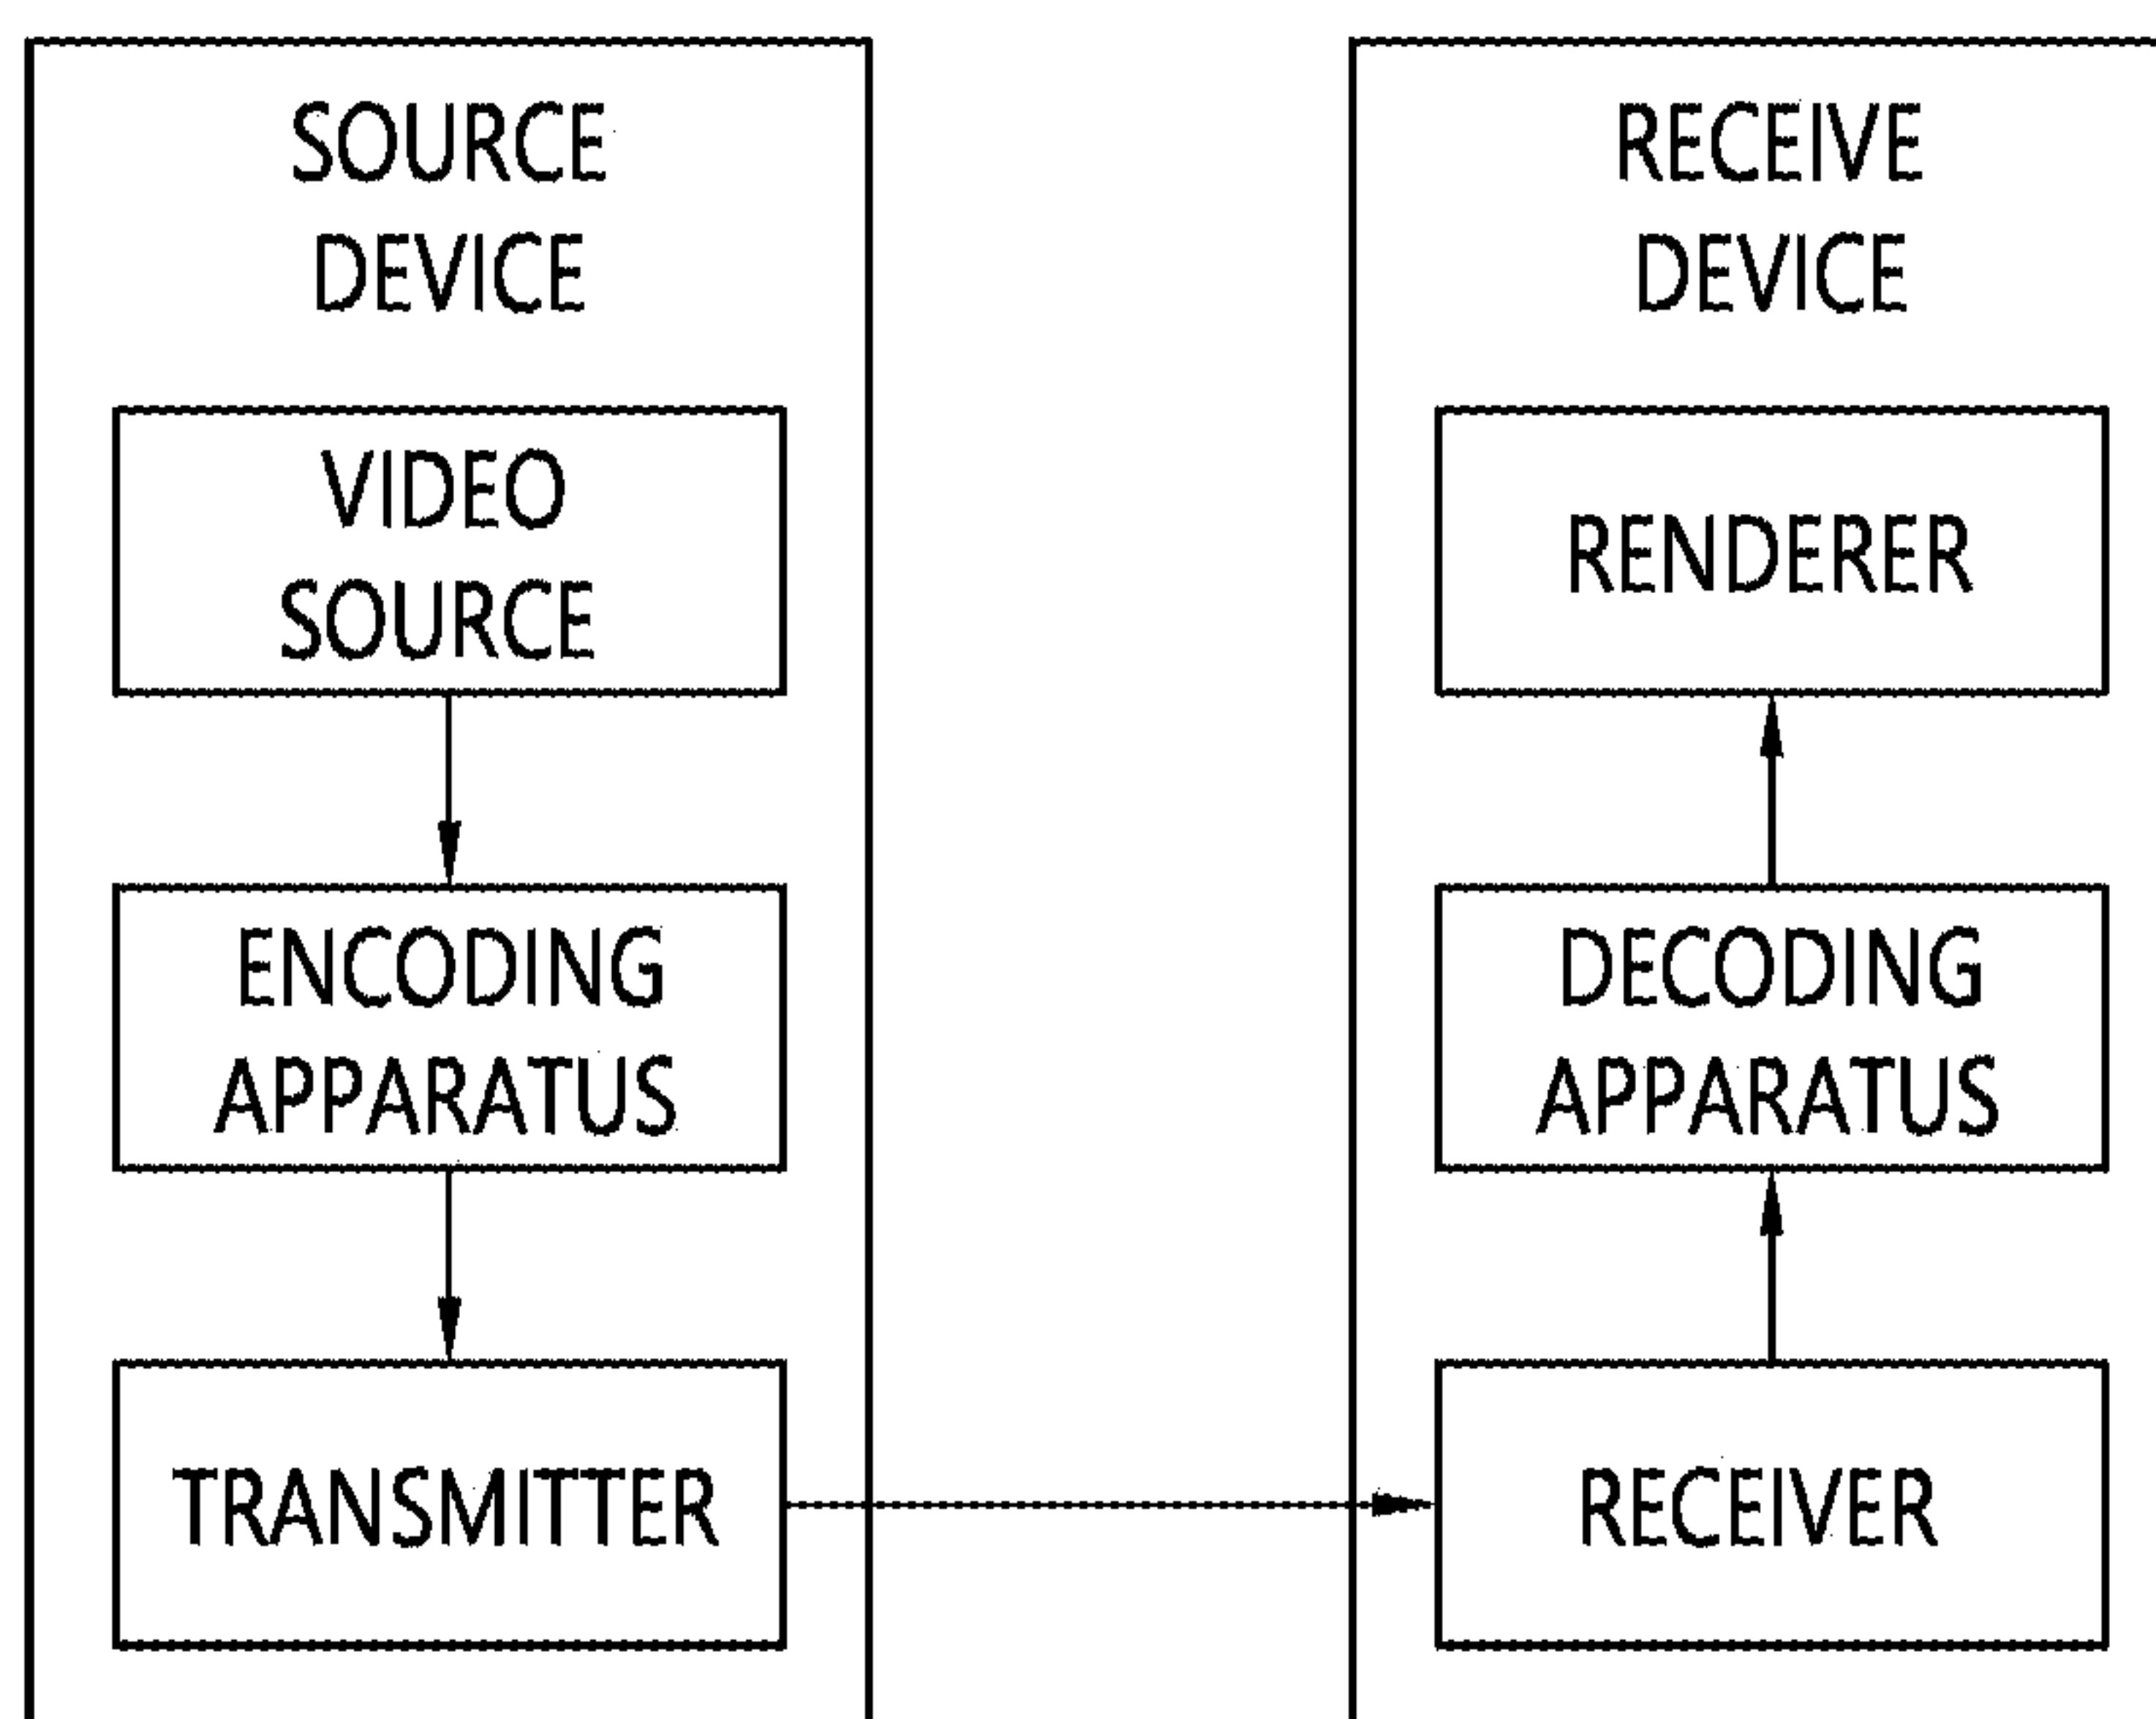 SOURCE
DEVICE
VIDEO
SOURCE
ENCODING
APPARATUS
TRANSMITTER
RECEIVE
DEVICE
RENDERER
DECODING
APPARATUS
RECEIVER